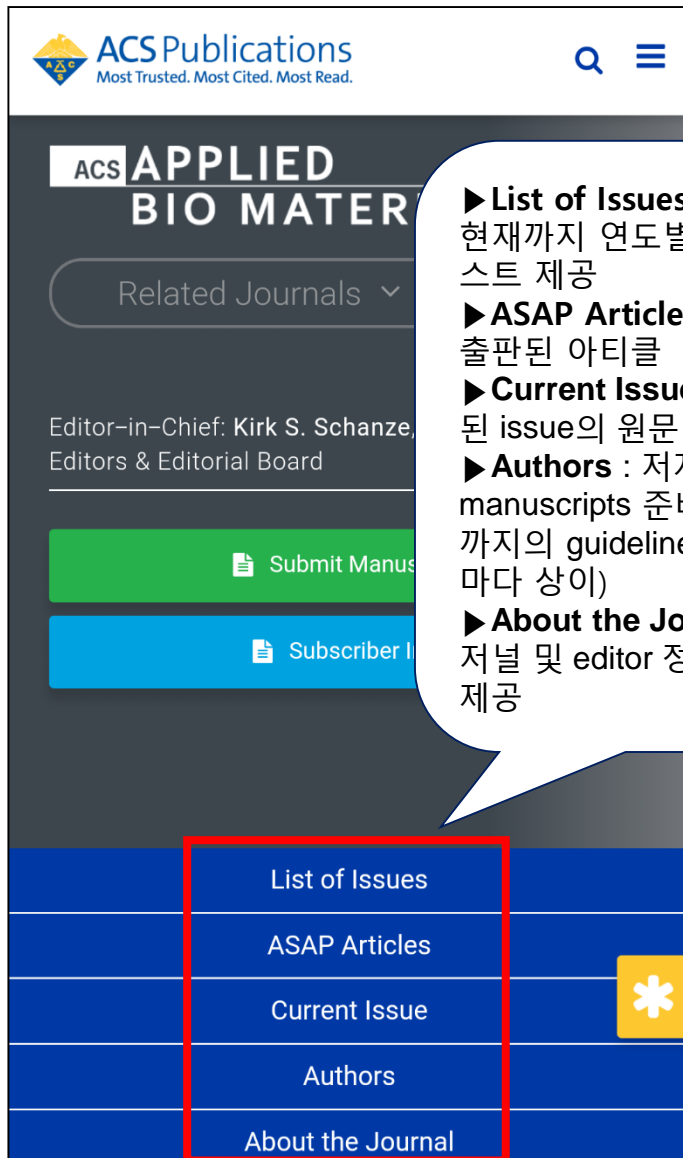 ACS Publications
Most Trusted. Most Cited. Most Read.
ACS APPLIED
BIO MATER
Related Journals
Editor-in-Chief: Kirk S. Schanze,
Editors & Editorial Board
Submit Manus
Subscriber I
▶List of Issues
현재까지 연도별
스트 제공
▶ASAP Article
출판된 아티클
▶Current Issue
된 issue의 원문
▶Authors : 저자
manuscripts 준비
까지의 guideline
마다 상이)
▶About the Jo
저널 및 editor 정
제공
List of Issues
ASAP Articles
Current Issue
Authors
About the Journal